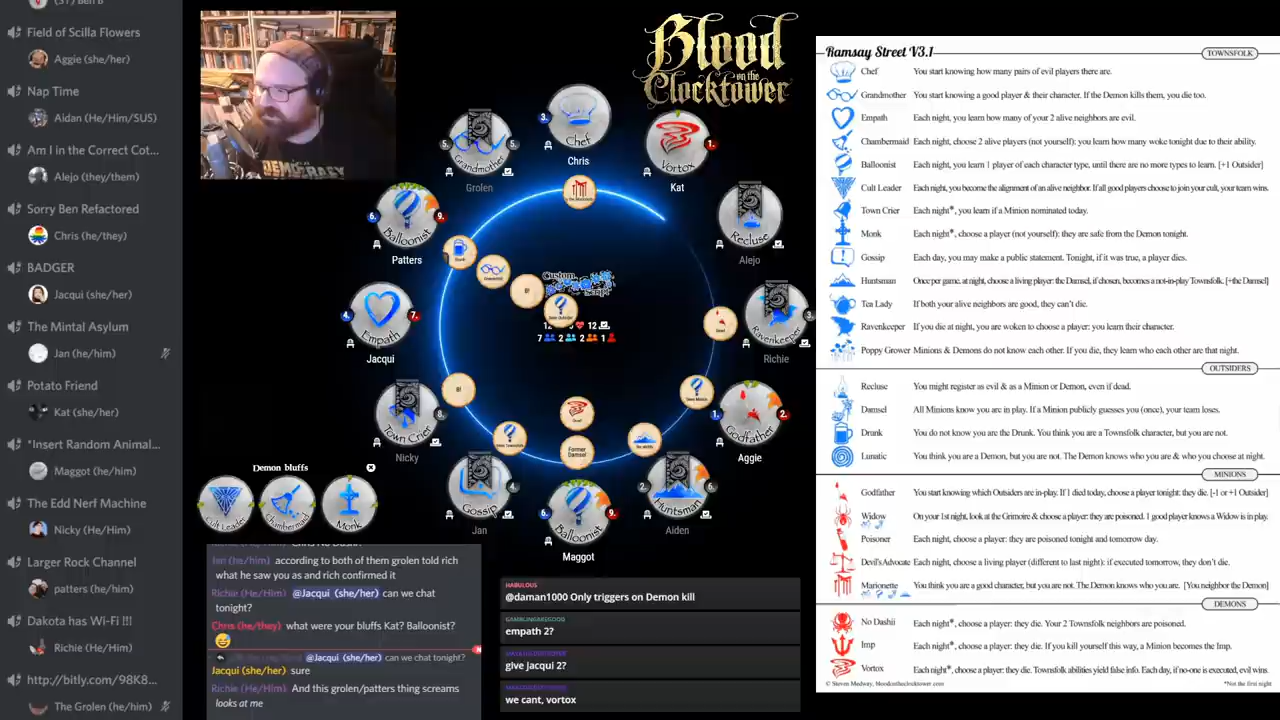 Field of Scilla Flowers
Aggie (she/her)
Nap Time
Aidan (He/Him/SUS)
Am I in the Correct Cot...
Alejo (they/them)
Soyceterer Refactored
Chris (he/they)
BADGER
Jacqui (she/her)
The Miniature Asylum
Jan (he/him)
Potato Friend
Kat (she/her)
*Insert Random Animal...
Maggot (he/him)
The Salad Nert Machine
Nicky (He/Him)
Larger Rock Channel
patters (he/him)
Dakota has WI-FI !!!
Richie (He/Him)
The Grolen (he/him)
Blood
on the
Clocktower
Grandmother
Grolen
Chef
Chris
Vortox
Kat
Recluse
Alejo
Ravenkeeper
Richie
Godfather
Aggie
Huntsman
Aiden
Balloonist
Maggot
Gossip
Jan
Town Crier
Nicky
Empath
Jacqui
Balloonist
Patters
Custom
Script
Former
Damsel
Demon bluffs
Cult Leader
Chambermaid
Monk
Jan (he/him) according to both of them grolen told rich
what he saw you as and rich confirmed it
Richie (He/Him) @Jacqui (she/her) can we chat
tonight?
Chris (he/they) what were your bluffs Kat? Balloonist?
@Jacqui (she/her) can we chat tonight?
Jacqui (she/her) sure
Richie (He/Him) And this grolen/patters thing screams
looks at me
HABULOUS
@daman1000 Only triggers on Demon kill
empath 2?
give jacqui 2?
we cant, vortox
Ramsay Street V3.1
TOWNSFOLK
Chef You start knowing how many pairs of evil players there are.
Grandmother You start knowing a good player & their character. If the Demon kills them, you die too.
Empath Each night, you learn how many of your 2 alive neighbors are evil.
Chambermaid Each night, choose 2 alive players (not yourself): you learn how many woke tonight due to their ability.
Balloonist Each night, you learn 1 player of each character type, until there are no more types to learn. [+1 Outsider]
Cult Leader Each night, you become the alignment of an alive neighbor. If all good players choose to join your cult, your team wins.
Town Crier Each night*, you learn if a Minion nominated today.
Monk Each night*, choose a player (not yourself): they are safe from the Demon tonight.
Gossip Each day, you may make a public statement. Tonight, if it was true, a player dies.
Huntsman Once per game, at night, choose a living player: the Damsel, if chosen, becomes a not-in-play Townsfolk. [+the Damsel]
Tea Lady If both your alive neighbors are good, they can't die.
Ravenkeeper If you die at night, you are woken to choose a player: you learn their character.
Poppy Grower Minions & Demons do not know each other. If you die, they learn who each other are that night.
OUTSIDERS
Recluse You might register as evil & as a Minion or Demon, even if dead.
Damsel All Minions know you are in play. If a Minion publicly guesses you (once), your team loses.
Drunk You do not know you are the Drunk. You think you are a Townsfolk character, but you are not.
Lunatic You think you are a Demon, but you are not. The Demon knows who you are & who you choose at night.
MINIONS
Godfather You start knowing which Outsiders are in-play. If 1 died today, choose a player tonight: they die. [-1 or +1 Outsider]
Widow On your 1st night, look at the Grimoire & choose a player: they are poisoned. 1 good player knows a Widow is in play.
Poisoner Each night, choose a player: they are poisoned tonight and tomorrow day.
Devil's Advocate Each night, choose a living player (different to last night): if executed tomorrow, they don't die.
Marionette You think you are a good character, but you are not. The Demon knows who you are. [You neighbor the Demon]
DEMONS
No Dashii Each night*, choose a player: they die. Your 2 Townsfolk neighbors are poisoned.
Imp Each night*, choose a player: they die. If you kill yourself this way, a Minion becomes the Imp.
Vortox Each night*, choose a player: they die. Townsfolk abilities yield false info. Each day, if no-one is executed, evil wins.
© Steven Medway, bloodontheclocktower.com
*Not the first night